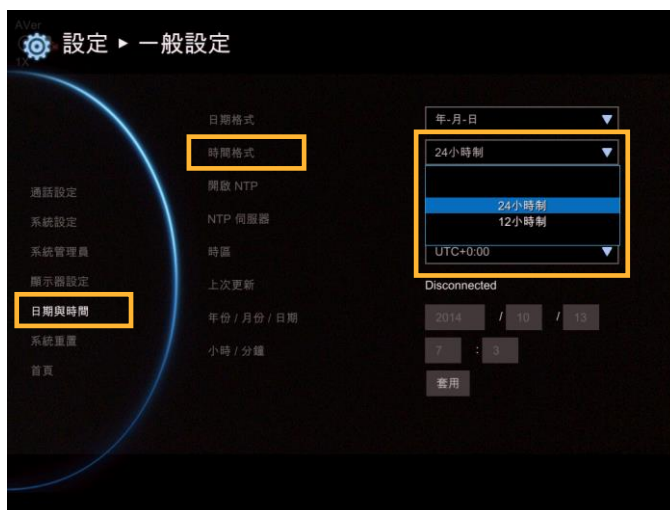 AVer
設定 ▸ 一般設定
1X
日期格式 年-月-日
時間格式 24小時制
通話設定
開啟 NTP
24小時制
系統設定
NTP 伺服器
12小時制
系統管理員
時區 UTC+0:00
顯示器設定
上次更新 Disconnected
日期與時間
年份 / 月份 / 日期 2014 / 10 / 13
系統重置
小時 / 分鐘 7 : 3
首頁
套用